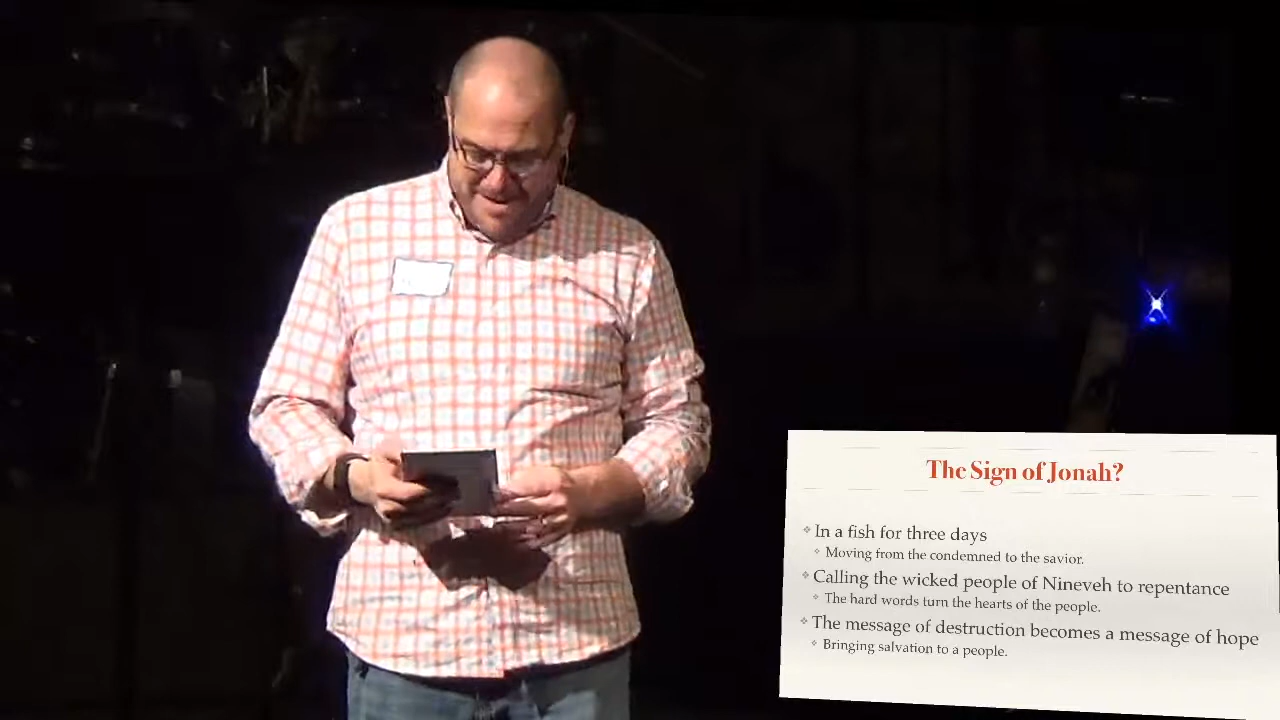 The Sign of Jonah?
In a fish for three days
Moving from the condemned to the savior.
Calling the wicked people of Nineveh to repentance
The hard words turn the hearts of the people.
The message of destruction becomes a message of hope
Bringing salvation to a people.